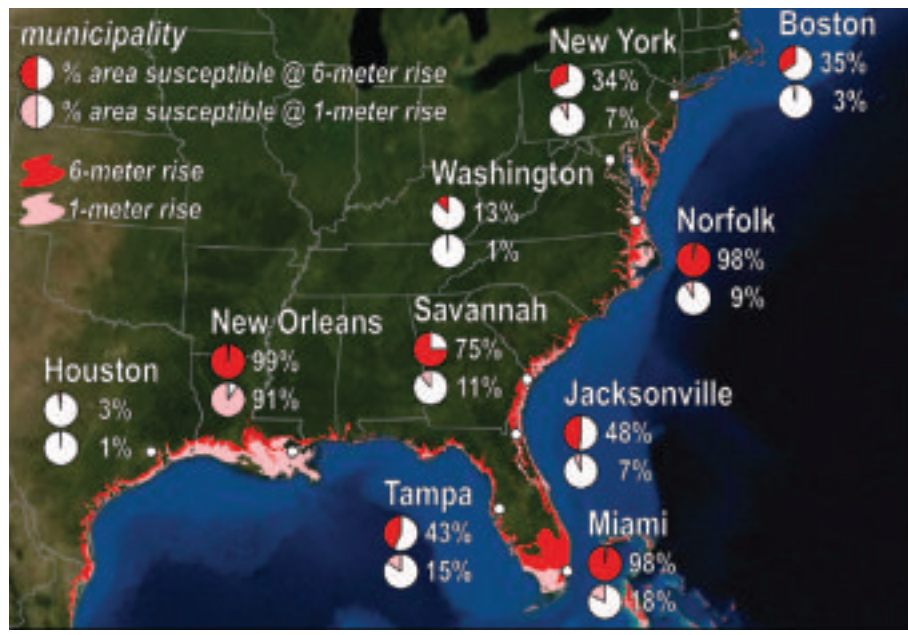 municipality
% area susceptible @ 6-meter rise
% area susceptible @ 1-meter rise
6-meter rise
1-meter rise
Boston
35%
3%
New York
34%
7%
Washington
13%
1%
Norfolk
98%
9%
Savannah
75%
11%
New Orleans
99%
91%
Houston
3%
1%
Jacksonville
48%
7%
Tampa
43%
15%
Miami
98%
18%